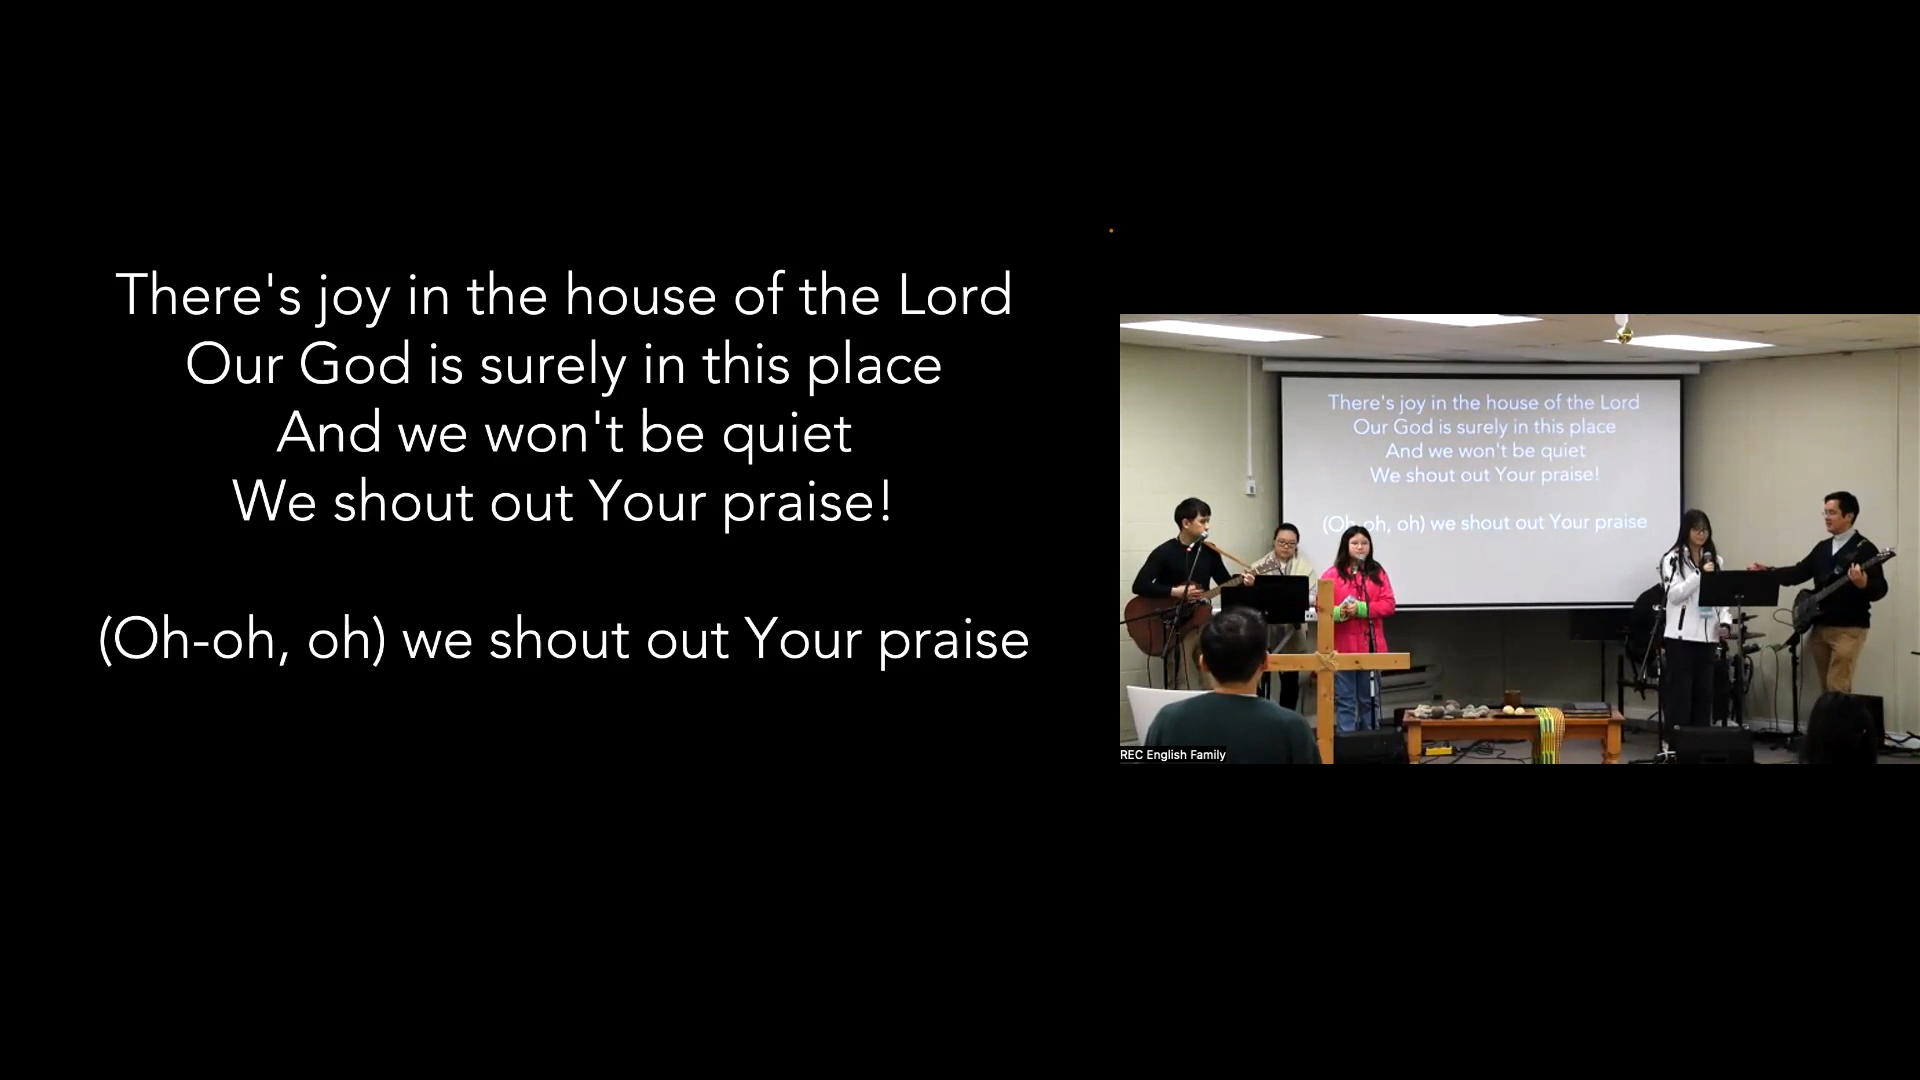 There's joy in the house of the Lord
Our God is surely in this place
And we won't be quiet
We shout out Your praise!
(Oh-oh, oh) we shout out Your praise
There's joy in the house of the Lord
Our God is surely in this place
And we won't be quiet
We shout out Your praise!
(Oh-oh, oh) we shout out Your praise
REC English Family